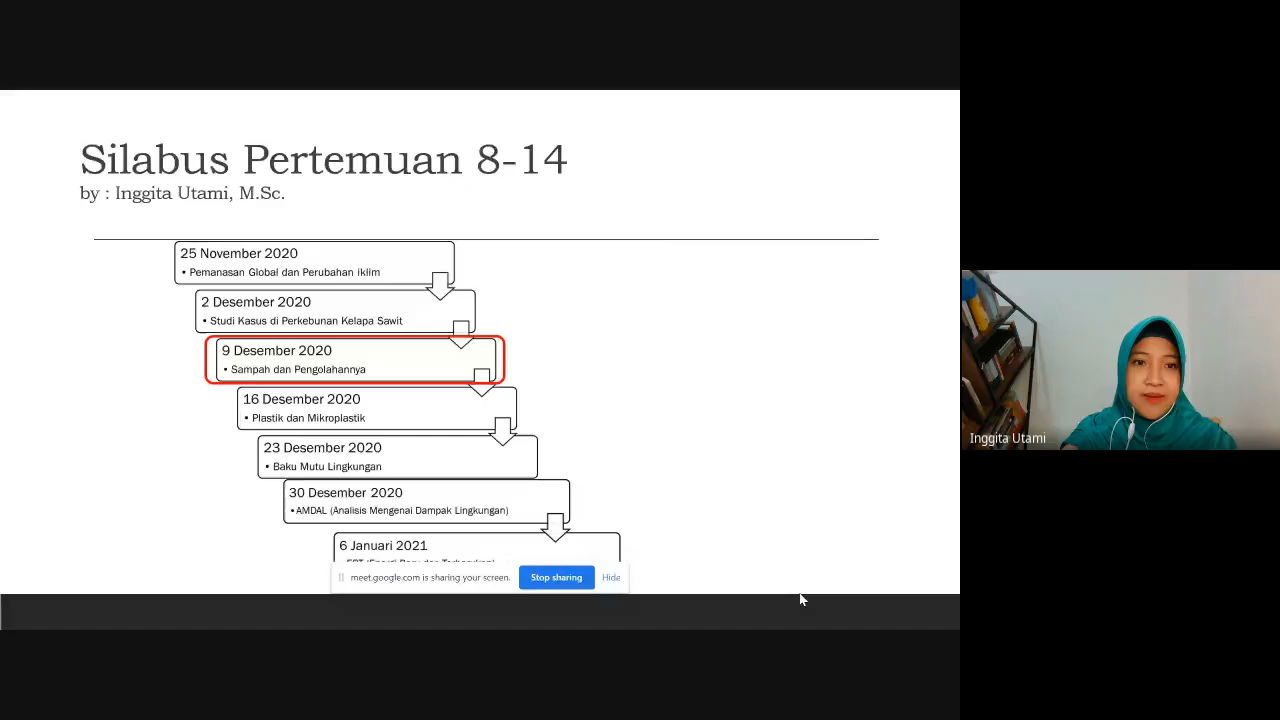 Silabus Pertemuan 8-14
by : Inggita Utami, M.Sc.
25 November 2020
• Pemanasan Global dan Perubahan iklim
2 Desember 2020
• Studi Kasus di Perkebunan Kelapa Sawit
9 Desember 2020
• Sampah dan Pengolahannya
16 Desember 2020
• Plastik dan Mikroplastik
23 Desember 2020
• Baku Mutu Lingkungan
30 Desember 2020
•AMDAL (Analisis Mengenai Dampak Lingkungan)
6 Januari 2021
meet.google.com is sharing your screen.
Stop sharing
Hide
Inggita Utami